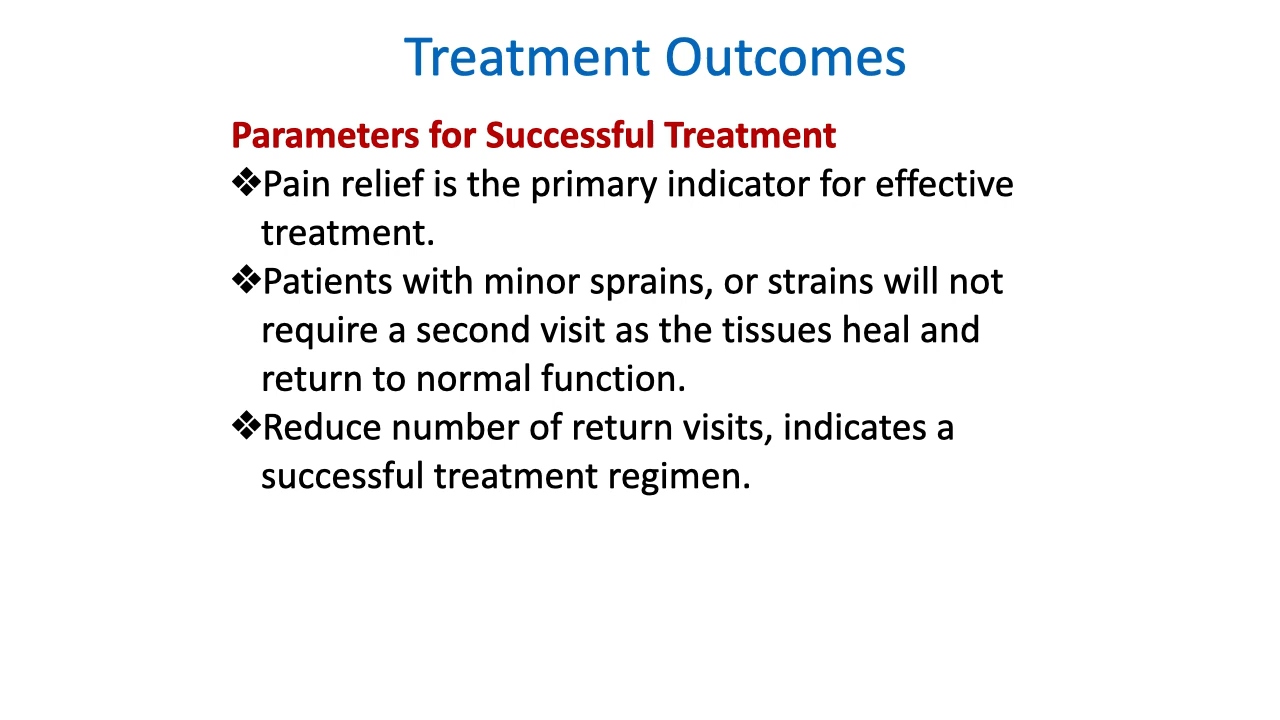 Treatment Outcomes
Parameters for Successful Treatment
❖Pain relief is the primary indicator for effective
treatment.
❖Patients with minor sprains, or strains will not
require a second visit as the tissues heal and
return to normal function.
❖Reduce number of return visits, indicates a
successful treatment regimen.